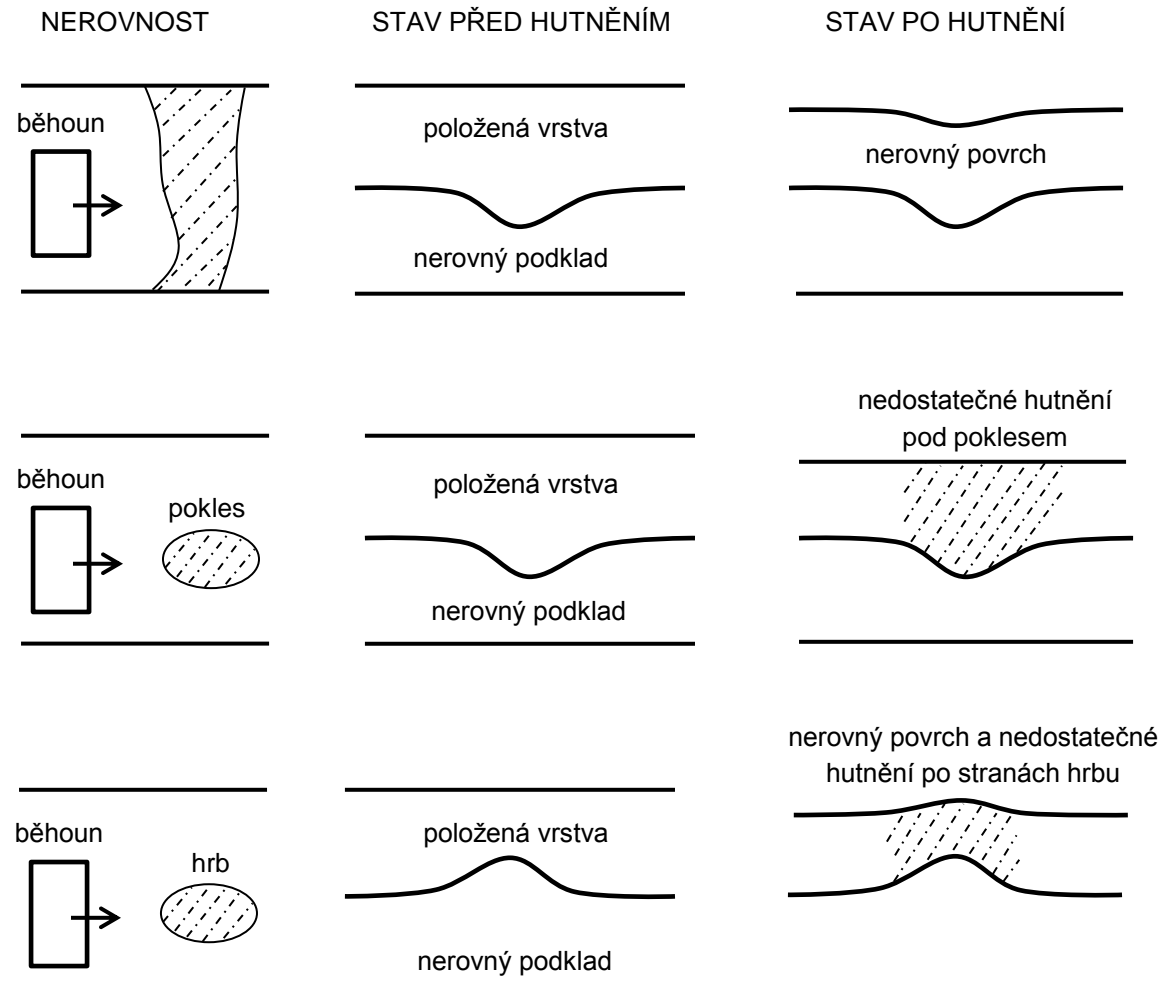 NEROVNOST
STAV PŘED HUTNĚNÍM
STAV PO HUTNĚNÍ
běhoun
položená vrstva
nerovný podklad
nerovný povrch
běhoun
pokles
položená vrstva
nerovný podklad
nedostatečné hutnění
pod poklesem
běhoun
hrb
položená vrstva
nerovný podklad
nerovný povrch a nedostatečné
hutnění po stranách hrbu